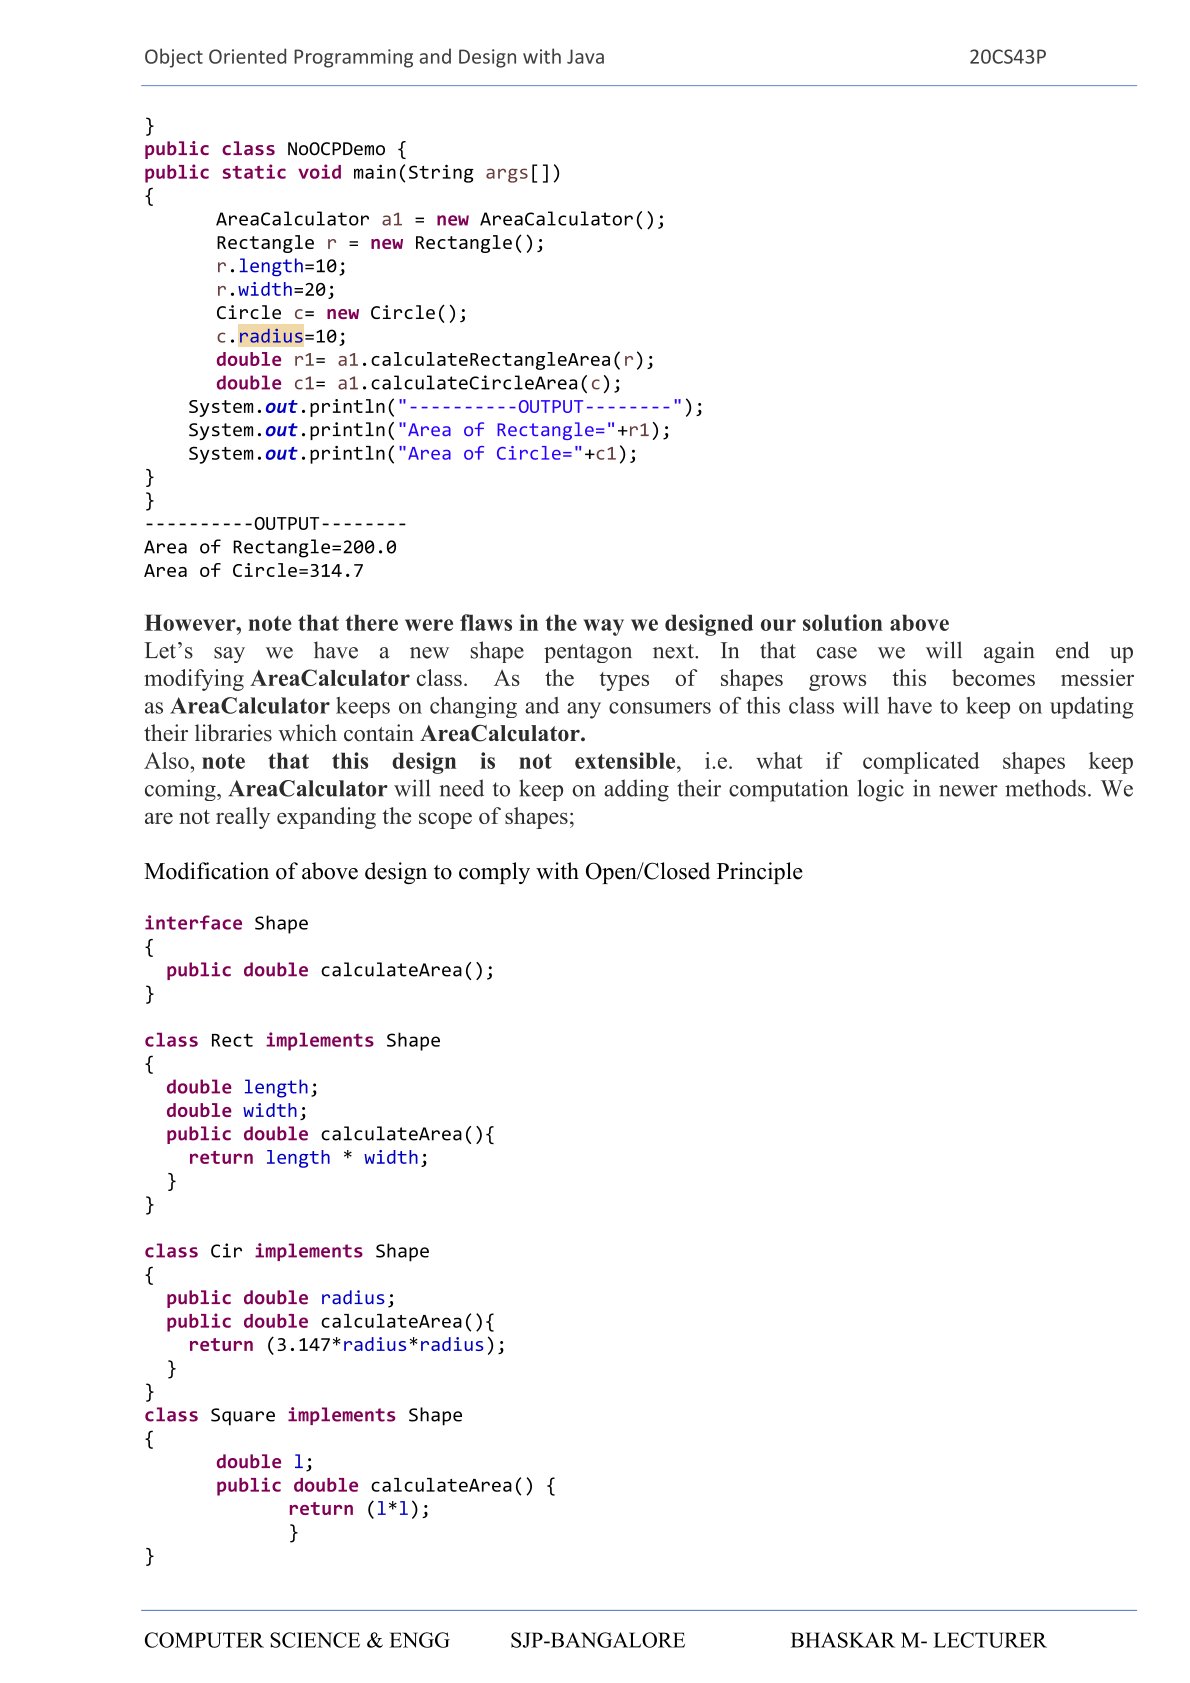 Object Oriented Programming and Design with Java 20CS43P
}
public class NoOCPDemo {
public static void main(String args[])
{
AreaCalculator a1 = new AreaCalculator();
Rectangle r = new Rectangle();
r.length=10;
r.width=20;
Circle c= new Circle();
c.radius=10;
double r1= a1.calculateRectangleArea(r);
double c1= a1.calculateCircleArea(c);
System.out.println("----------OUTPUT--------");
System.out.println("Area of Rectangle="+r1);
System.out.println("Area of Circle="+c1);
}
}
----------OUTPUT--------
Area of Rectangle=200.0
Area of Circle=314.7
However, note that there were flaws in the way we designed our solution above
Let’s say we have a new shape pentagon next. In that case we will again end up
modifying AreaCalculator class. As the types of shapes grows this becomes messier
as AreaCalculator keeps on changing and any consumers of this class will have to keep on updating
their libraries which contain AreaCalculator.
Also, note that this design is not extensible, i.e. what if complicated shapes keep
coming, AreaCalculator will need to keep on adding their computation logic in newer methods. We
are not really expanding the scope of shapes;
Modification of above design to comply with Open/Closed Principle
interface Shape
{
public double calculateArea();
}
class Rect implements Shape
{
double length;
double width;
public double calculateArea(){
return length * width;
}
}
class Cir implements Shape
{
public double radius;
public double calculateArea(){
return (3.147*radius*radius);
}
}
class Square implements Shape
{
double l;
public double calculateArea() {
return (l*l);
}
}
COMPUTER SCIENCE & ENGG SJP-BANGALORE BHASKAR M- LECTURER